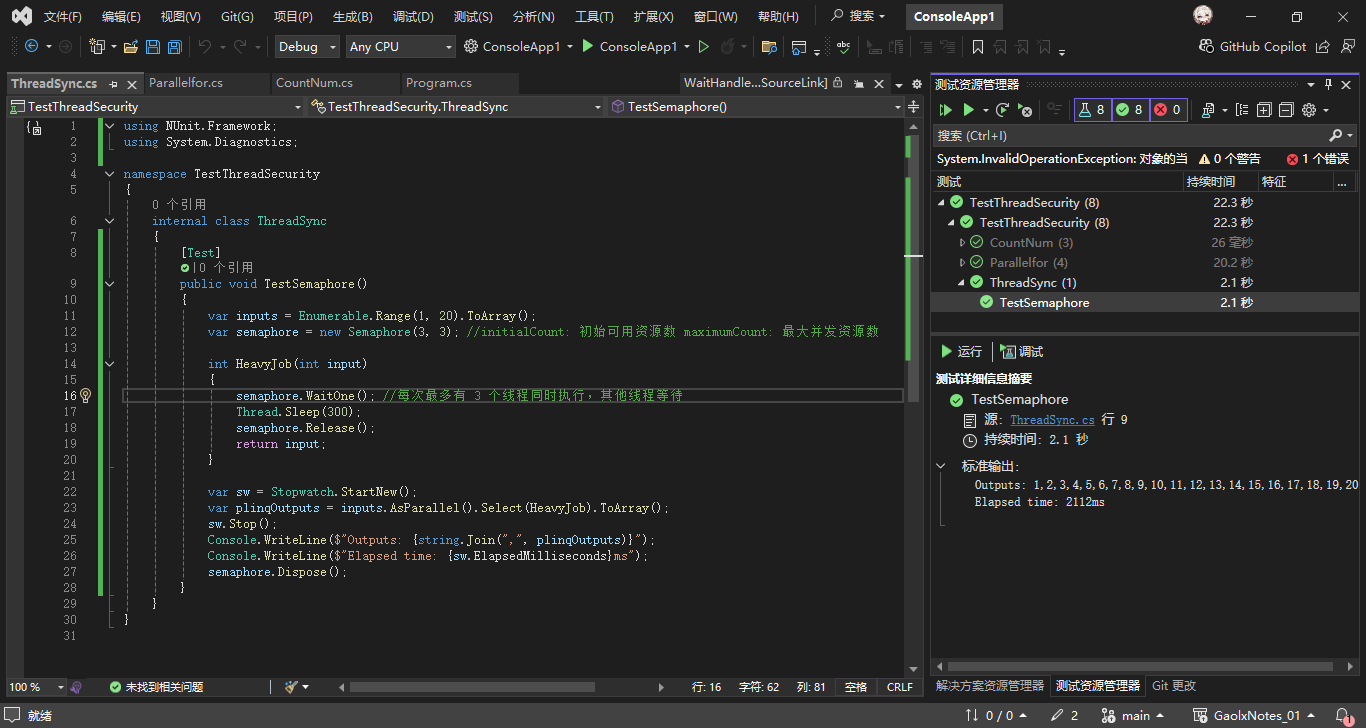 文件(F) 编辑(E) 视图(V) Git(G) 项目(P) 生成(B) 调试(D) 测试(S) 分析(N) 工具(T) 扩展(X) 窗口(W) 帮助(H) 搜索 ConsoleApp1
Debug Any CPU ConsoleApp1 ConsoleApp1 abc GitHub Copilot
ThreadSync.cs Parallelfor.cs CountNum.cs Program.cs WaitHandle...SourceLink]
TestThreadSecurity TestThreadSecurity.ThreadSync TestSemaphore()
1 using NUnit.Framework;
2 using System.Diagnostics;
3
4 namespace TestThreadSecurity
5 {
0 个引用
6 internal class ThreadSync
7 {
8 [Test]
0 个引用
9 public void TestSemaphore()
10 {
11 var inputs = Enumerable.Range(1, 20).ToArray();
12 var semaphore = new Semaphore(3, 3); //initialCount: 初始可用资源数 maximumCount: 最大并发资源数
13
14 int HeavyJob(int input)
15 {
16 semaphore.WaitOne(); //每次最多有 3 个线程同时执行，其他线程等待
17 Thread.Sleep(300);
18 semaphore.Release();
19 return input;
20 }
21
22 var sw = Stopwatch.StartNew();
23 var plinqOutputs = inputs.AsParallel().Select(HeavyJob).ToArray();
24 sw.Stop();
25 Console.WriteLine($"Outputs: {string.Join(",", plinqOutputs)}");
26 Console.WriteLine($"Elapsed time: {sw.ElapsedMilliseconds}ms");
27 semaphore.Dispose();
28 }
29 }
30 }
31
100 % 未找到相关问题 行: 16 字符: 62 列: 81 空格 CRLF
测试资源管理器
8 8 0
搜索 (Ctrl+I)
System.InvalidOperationException: 对象的当 0 个警告 1 个错误
测试 持续时间 特征 ...
TestThreadSecurity (8) 22.3 秒
TestThreadSecurity (8) 22.3 秒
CountNum (3) 26 毫秒
Parallelfor (4) 20.2 秒
ThreadSync (1) 2.1 秒
TestSemaphore 2.1 秒
运行 调试
测试详细信息摘要
TestSemaphore
源: ThreadSync.cs 行 9
持续时间: 2.1 秒
标准输出:
Outputs: 1,2,3,4,5,6,7,8,9,10,11,12,13,14,15,16,17,18,19,20
Elapsed time: 2112ms
解决方案资源管理器 测试资源管理器 Git 更改
就绪 0 / 0 2 main GaolxNotes_01 1